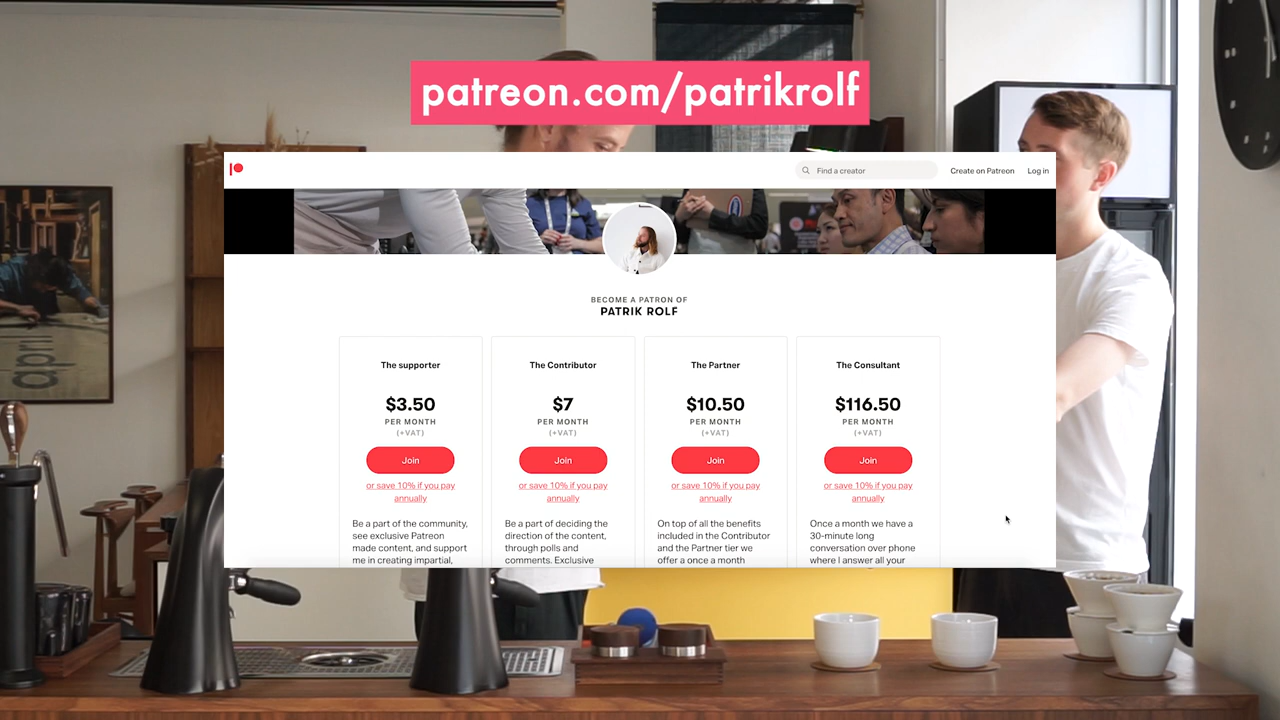 patreon.com/patrikrolf
Find a creator
Create on Patreon
Log in
BECOME A PATRON OF
PATRIK ROLF
The supporter
$3.50
PER MONTH
(+VAT)
Join
or save 10% if you pay
annually
Be a part of the community,
see exclusive Patreon
made content, and support
me in creating impartial,
The Contributor
$7
PER MONTH
(+VAT)
Join
or save 10% if you pay
annually
Be a part of deciding the
direction of the content,
through polls and
comments. Exclusive
The Partner
$10.50
PER MONTH
(+VAT)
Join
or save 10% if you pay
annually
On top of all the benefits
included in the Contributor
and the Partner tier we
offer a once a month
The Consultant
$116.50
PER MONTH
(+VAT)
Join
or save 10% if you pay
annually
Once a month we have a
30-minute long
conversation over phone
where I answer all your
april